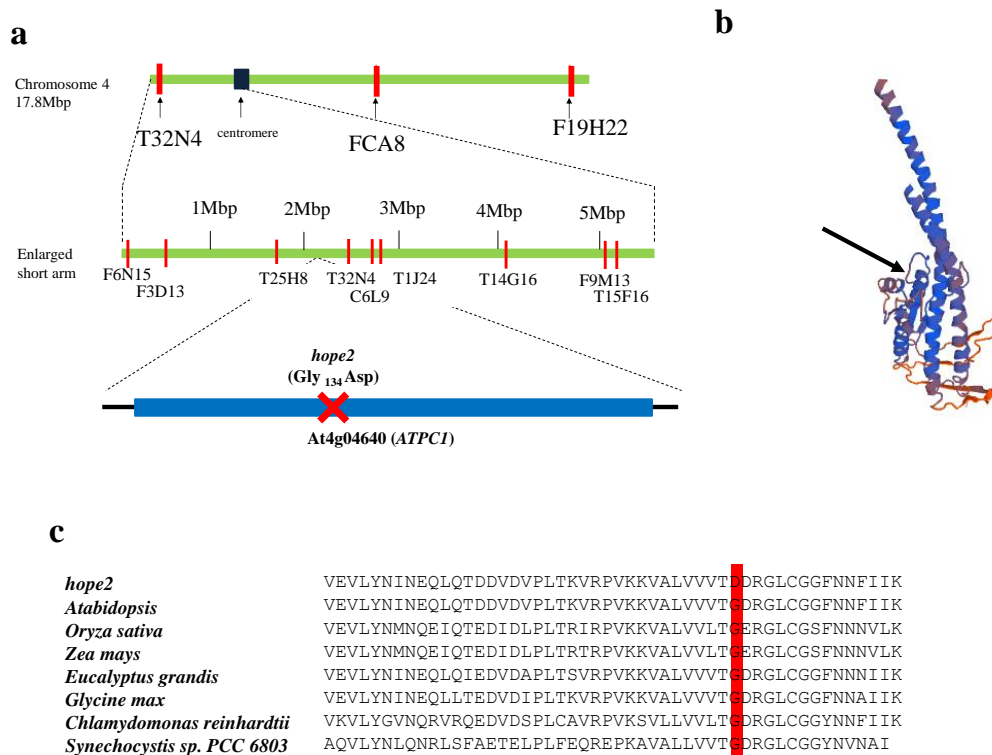 a
b
Chromosome 4
17.8Mbp
T32N4
centromere
FCA8
F19H22
1Mbp 2Mbp 3Mbp 4Mbp 5Mbp
Enlarged
short arm
F6N15
F3D13
T25H8
T32N4
C6L9
T1J24
T14G16
F9M13
T15F16
hope2
(Gly 134 Asp)
At4g04640 (ATPC1)
c
hope2 VEVLYNINEQLQTDDVDVPLTKVRPVKKVALVVVTDDRGLCGGFNNFIIK
Atabidopsis VEVLYNINEQLQTDDVDVPLTKVRPVKKVALVVVTGDRGLCGGFNNFIIK
Oryza sativa VEVLYNMNQEIQTEDIDLPLTRIRPVKKVALVVLTGERGLCGSFNNNVLK
Zea mays VEVLYNMNQEIQTEDIDLPLTRTRPVKKVALVVLTGERGLCGSFNNNVLK
Eucalyptus grandis VEVLYNINEQLQIEDVDAPLTSVRPVKKVALVVVTGDRGLCGGFNNFIIK
Glycine max VEVLYNINEQLLTEDVDIPLTKVRPVKKVALVVVTGDRGLCGGFNNAIIK
Chlamydomonas reinhardtii VKVLYGVNQRVRQEDVDSPLCAVRPVKSVLLVVLTGDRGLCGGYNNFIIK
Synechocystis sp. PCC 6803 AQVLYNLQNRLSFAETELPLFEQREPKAVALLVVTGDRGLCGGYNVNAI